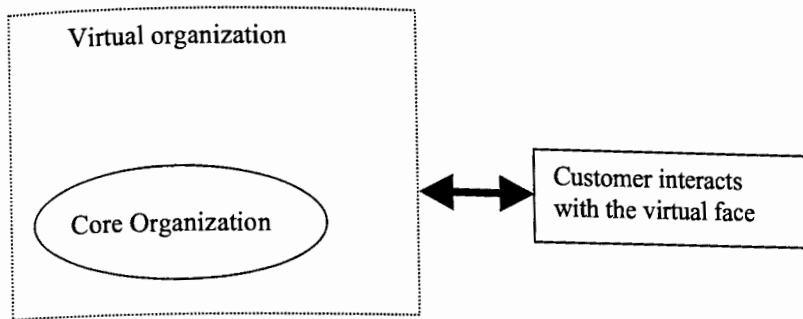 Virtual organization
Core Organization
Customer interacts
with the virtual face